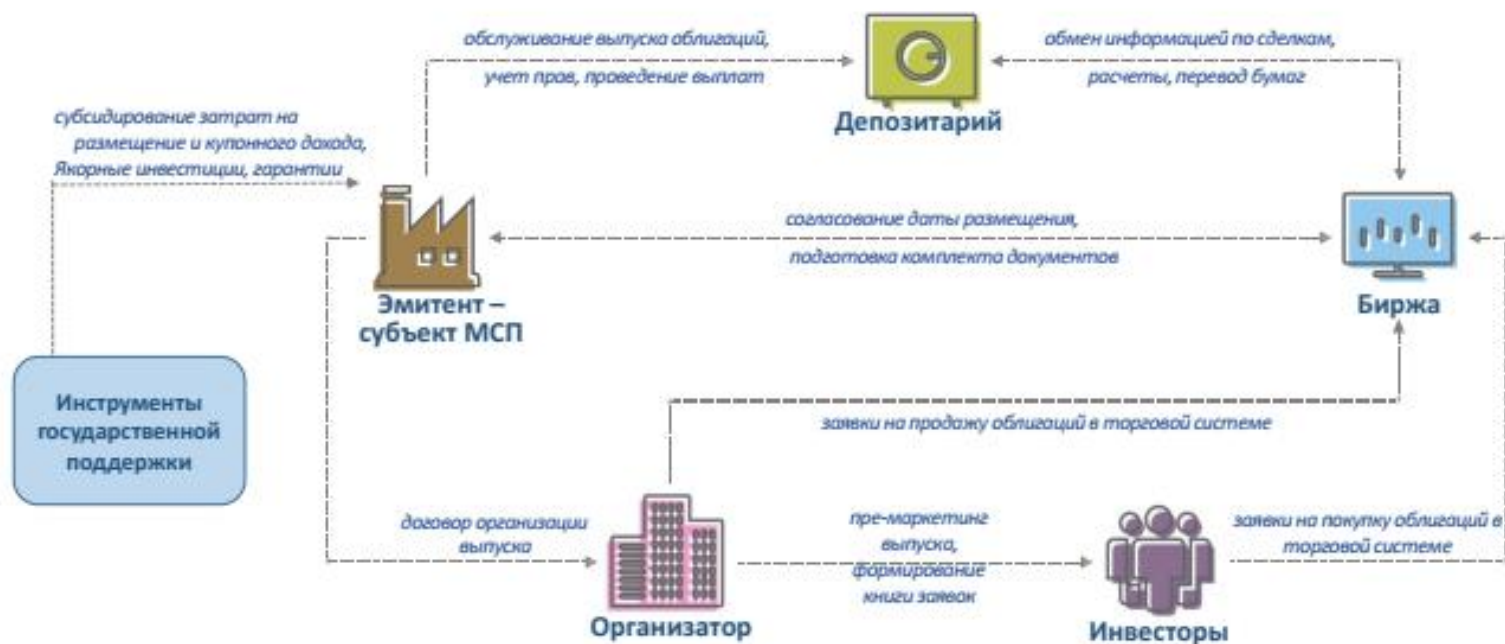 обслуживание выпуска облигаций,
учет прав, проведение выплат
обмен информацией по сделкам,
расчеты, перевод бумаг
Депозитарий
субсидирование затрат на
размещение и купонного дохода,
Якорные инвестиции, гарантии
согласование даты размещения,
подготовка комплекта документов
Эмитент –
субъект МСП
Биржа
Инструменты
государственной
поддержки
заявки на продажу облигаций в торговой системе
договор организации
выпуска
пре-маркетинг
выпуска,
формирование
книги заявок
заявки на покупку облигаций в
торговой системе
Организатор
Инвесторы